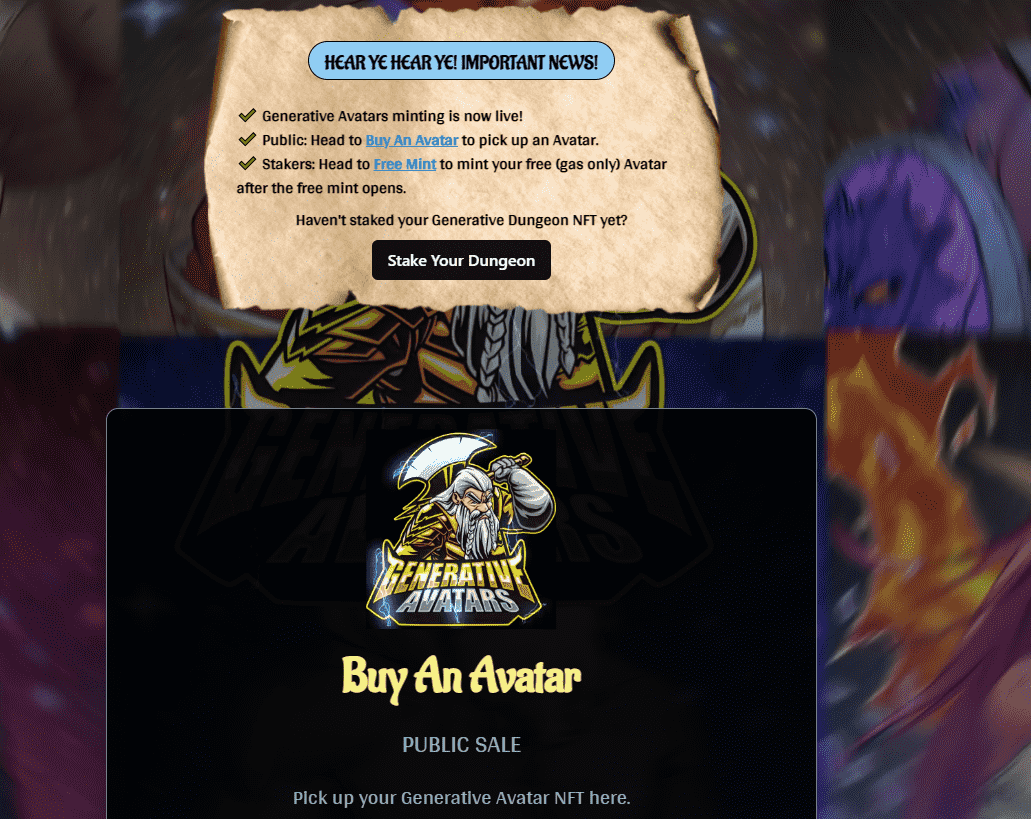 HEAR YE HEAR YE! IMPORTANT NEWS!
Generative Avatars minting is now live!
Public: Head to Buy An Avatar to pick up an Avatar.
Stakers: Head to Free Mint to mint your free (gas only) Avatar
after the free mint opens.
Haven't staked your Generative Dungeon NFT yet?
Stake Your Dungeon
GENERATIVE
AVATARS
GENERATIVE
AVATARS
Buy An Avatar
PUBLIC SALE
Pick up your Generative Avatar NFT here.